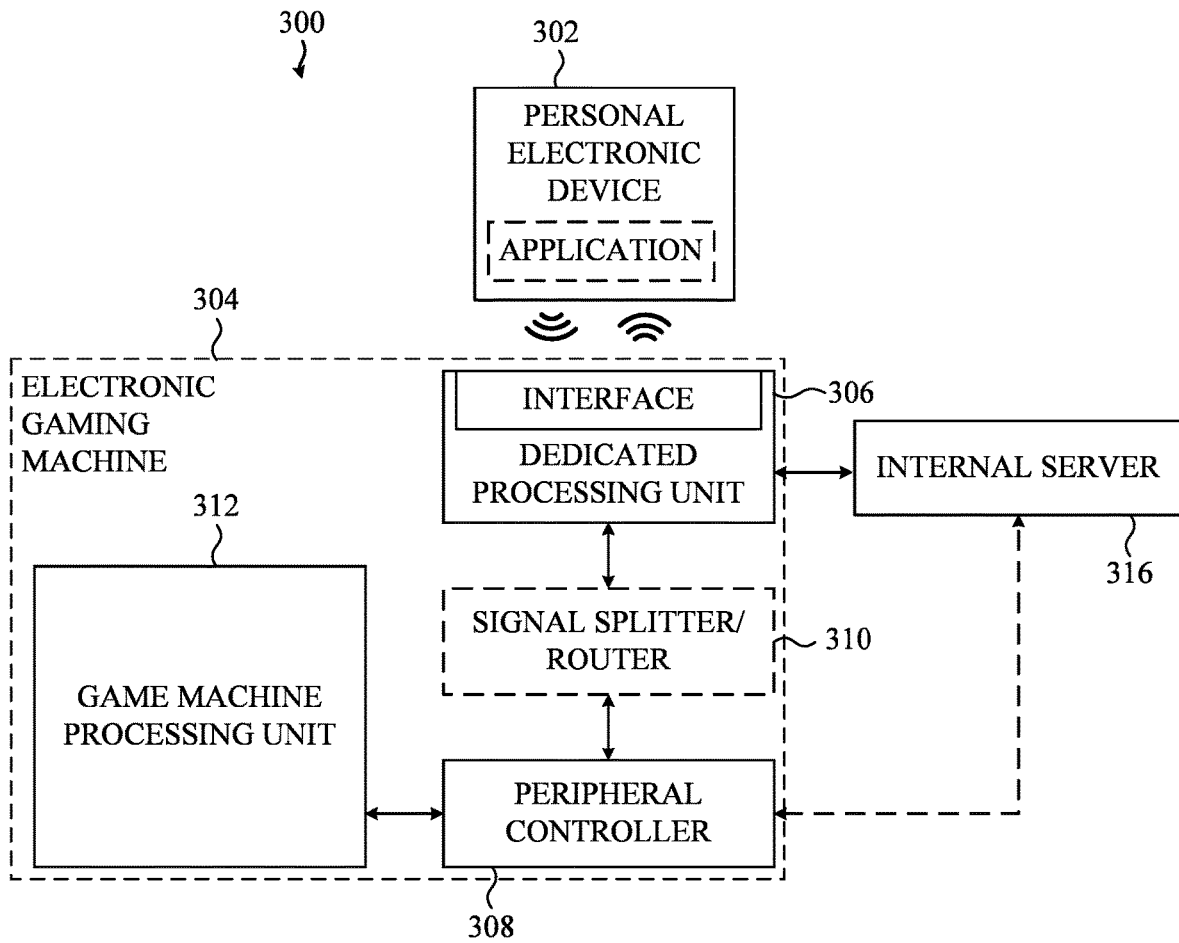 300
302
PERSONAL
ELECTRONIC
DEVICE
APPLICATION
304
ELECTRONIC
GAMING
MACHINE
INTERFACE
306
DEDICATED
PROCESSING UNIT
INTERNAL SERVER
316
312
SIGNAL SPLITTER/
ROUTER
310
GAME MACHINE
PROCESSING UNIT
PERIPHERAL
CONTROLLER
308